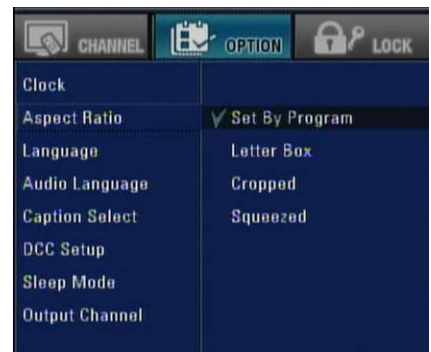 CHANNEL
OPTION
LOCK
Clock
Aspect Ratio
Set By Program
Language
Letter Box
Audio Language
Cropped
Caption Select
Squeezed
DCC Setup
Sleep Mode
Output Channel